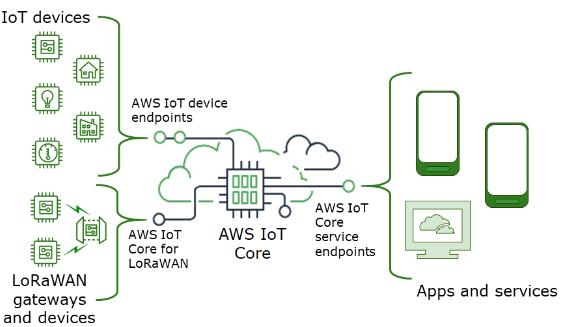 IoT devices
AWS IoT device
endpoints
AWS IoT
Core for
LoRaWAN
AWS IoT
Core
AWS IoT
Core
service
endpoints
LoRaWAN
gateways
and devices
Apps and services